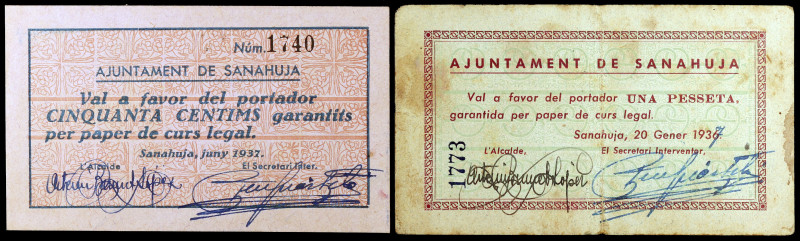 Núm. 1740
AJUNTAMENT DE SANAHUJA
Val a favor del portador
CINQUANTA CENTIMS garantits
per paper de curs legal.
Sanahuja, juny 1937.
L'Alcalde
El Secretari Inter.
AJUNTAMENT DE SANAHUJA
Val a favor del portador UNA PESSETA,
garantida per paper de curs legal.
Sanahuja, 20 Gener 1937
L'Alcalde,
El Secretari Interventor,
1773